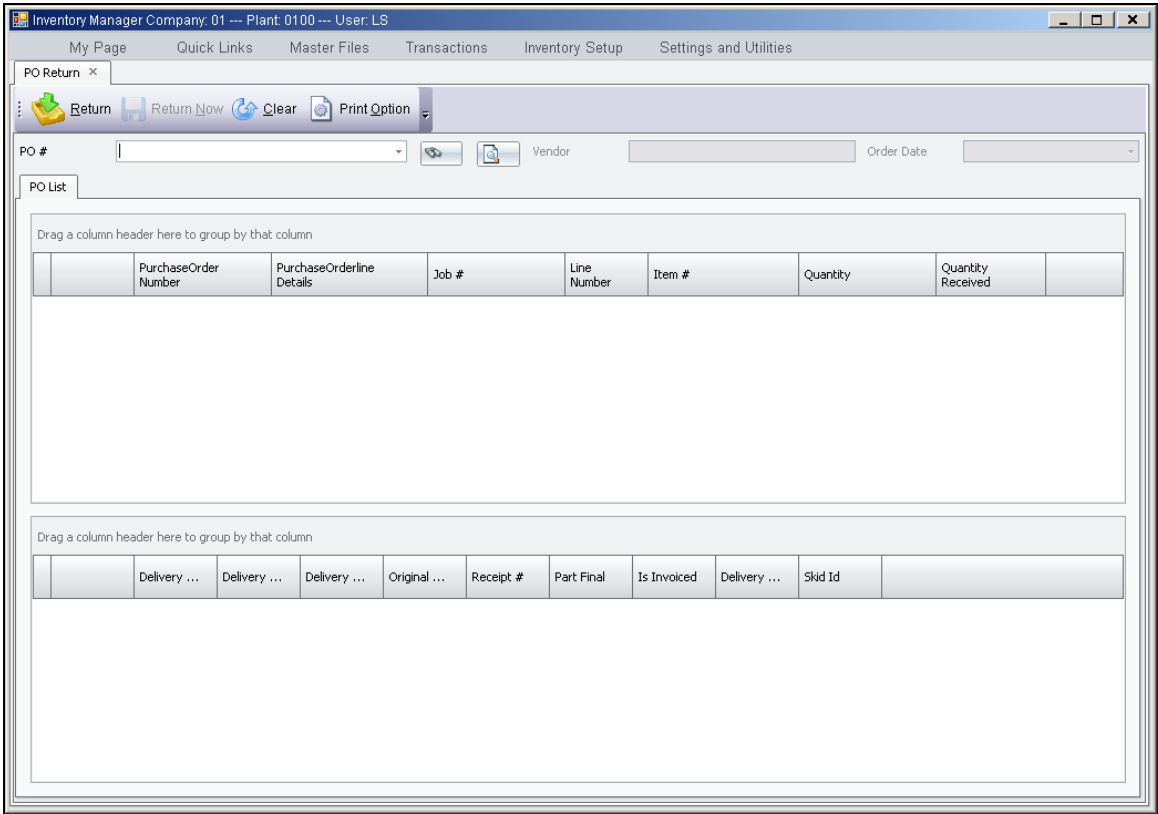 Inventory Manager Company: 01 --- Plant: 0100 --- User: LS
My Page Quick Links Master Files Transactions Inventory Setup Settings and Utilities
PO Return
Return Return Now Clear Print Option
PO # Vendor Order Date
PO List
Drag a column header here to group by that column
PurchaseOrder Number PurchaseOrderline Details Job # Line Number Item # Quantity Quantity Received
Drag a column header here to group by that column
Delivery ... Delivery ... Delivery ... Original ... Receipt # Part Final Is Invoiced Delivery ... Skid Id